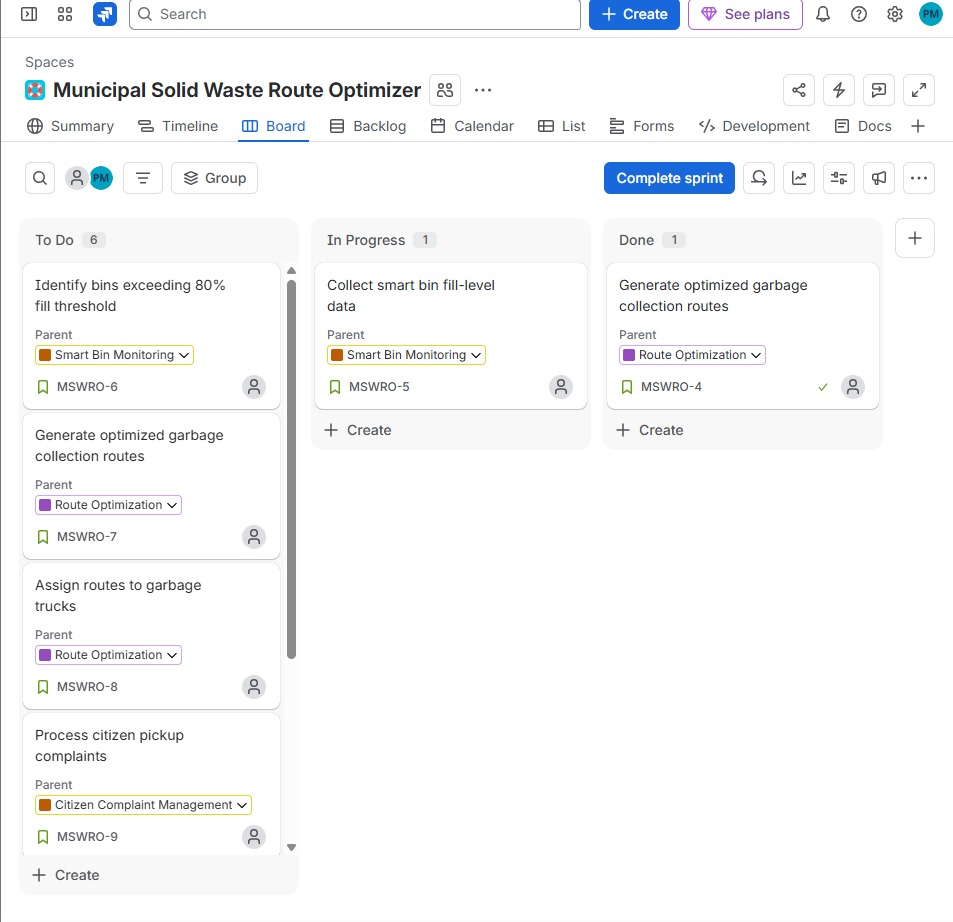 Search
Create
See plans
PM
Spaces
Municipal Solid Waste Route Optimizer
Summary
Timeline
Board
Backlog
Calendar
List
Forms
Development
Docs
PM
Group
Complete sprint
To Do 6
Identify bins exceeding 80%
fill threshold
Parent
Smart Bin Monitoring
MSWRO-6
Generate optimized garbage
collection routes
Parent
Route Optimization
MSWRO-7
Assign routes to garbage
trucks
Parent
Route Optimization
MSWRO-8
Process citizen pickup
complaints
Parent
Citizen Complaint Management
MSWRO-9
Create
In Progress 1
Collect smart bin fill-level
data
Parent
Smart Bin Monitoring
MSWRO-5
Create
Done 1
Generate optimized garbage
collection routes
Parent
Route Optimization
MSWRO-4
Create